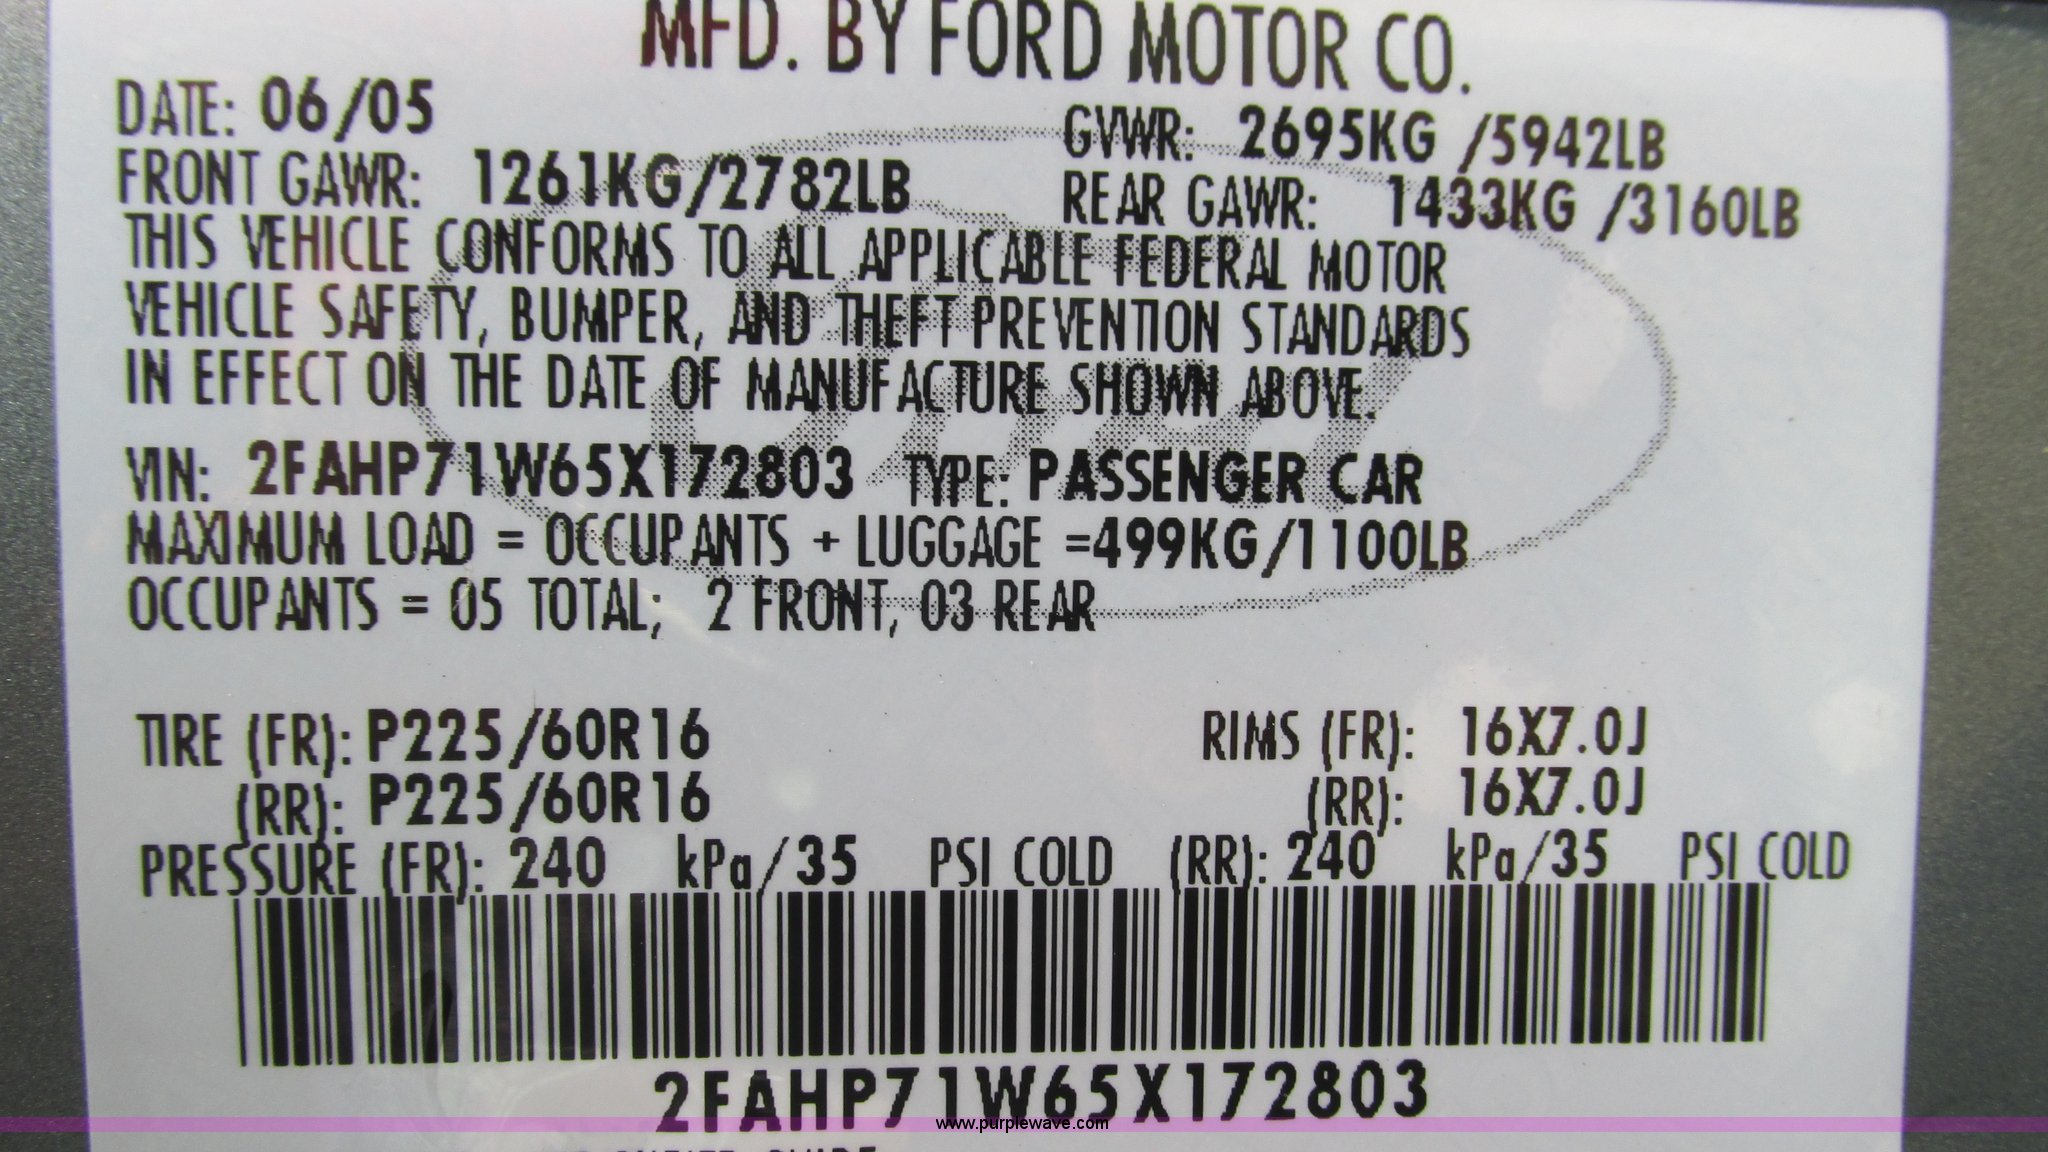 MFD. BY FORD MOTOR CO.
DATE: 06/05 GVWR: 2695KG /5942LB
FRONT GAWR: 1261KG/2782LB REAR GAWR: 1433KG /3160LB
THIS VEHICLE CONFORMS TO ALL APPLICABLE FEDERAL MOTOR
VEHICLE SAFETY, BUMPER, AND THEFT PREVENTION STANDARDS
IN EFFECT ON THE DATE OF MANUFACTURE SHOWN ABOVE.
VIN: 2FAHP71W65X172803 TYPE: PASSENGER CAR
MAXIMUM LOAD = OCCUPANTS + LUGGAGE =499KG/1100LB
OCCUPANTS = 05 TOTAL; 2 FRONT, 03 REAR
TIRE (FR): P225/60R16 RIMS (FR): 16X7.0J
(RR): P225/60R16 (RR): 16X7.0J
PRESSURE (FR): 240 kPa/35 PSI COLD (RR): 240 kPa/35 PSI COLD
2FAHP71W65X172803
www.purplewave.com